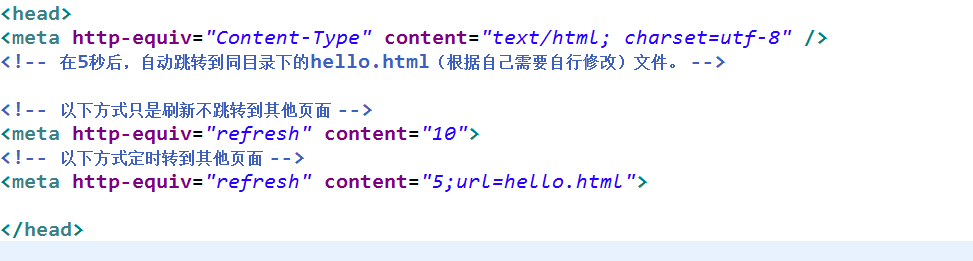 <head>
<meta http-equiv="Content-Type" content="text/html; charset=utf-8" />
<!-- 在5秒后，自动跳转到同目录下的hello.html（根据自己需要自行修改）文件。 -->
<!-- 以下方式只是刷新不跳转到其他页面 -->
<meta http-equiv="refresh" content="10">
<!-- 以下方式定时转到其他页面 -->
<meta http-equiv="refresh" content="5;url=hello.html">
</head>